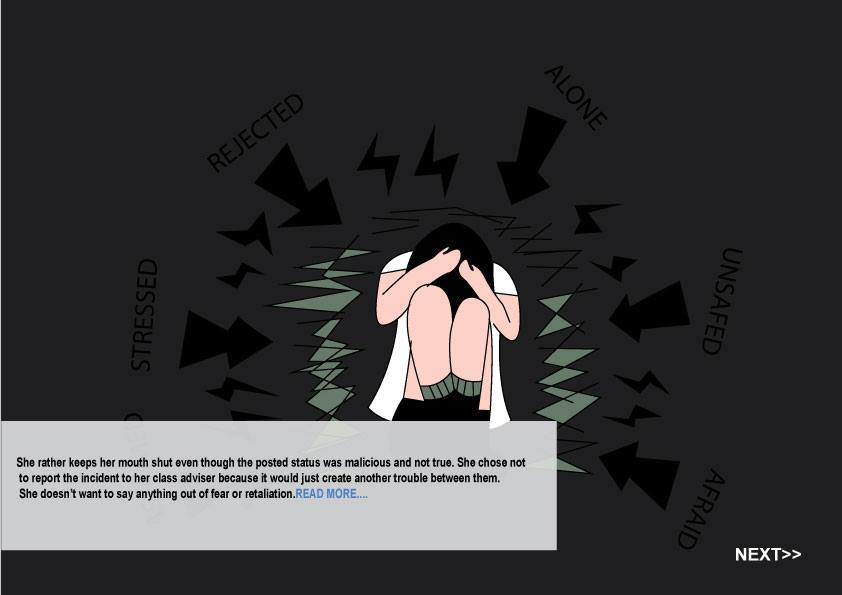 ALONE
REJECTED
UNSAFED
STRESSED
She rather keeps her mouth shut even though the posted status was malicious and not true. She chose not
to report the incident to her class adviser because it would just create another trouble between them.
She doesn't want to say anything out of fear or retaliation.READ MORE....
AFRAID
NEXT>>